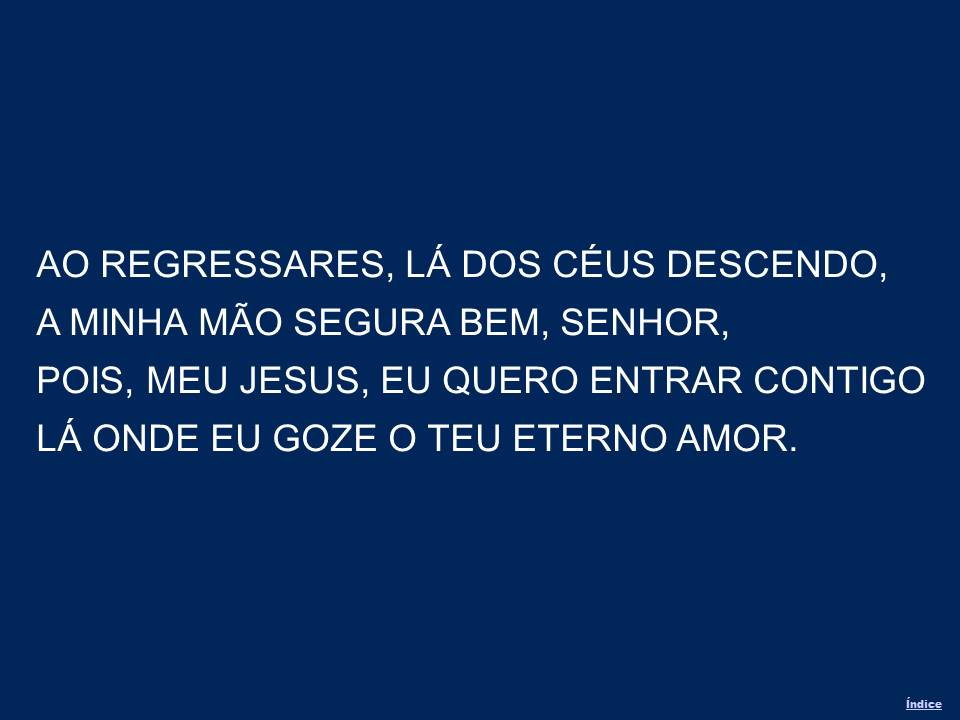 AO REGRESSARES, LÁ DOS CÉUS DESCENDO,
A MINHA MÃO SEGURA BEM, SENHOR,
POIS, MEU JESUS, EU QUERO ENTRAR CONTIGO
LÁ ONDE EU GOZE O TEU ETERNO AMOR.
Índice